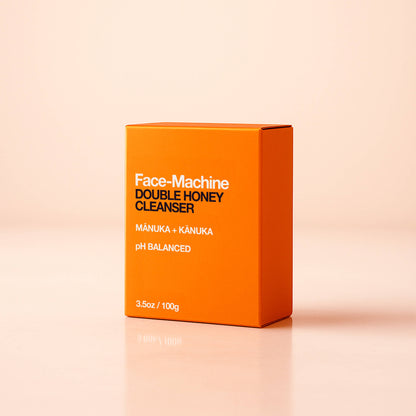 Face-Machine
DOUBLE HONEY
CLEANSER
MĀNUKA + KĀNUKA
pH BALANCED
3.5oz / 100g